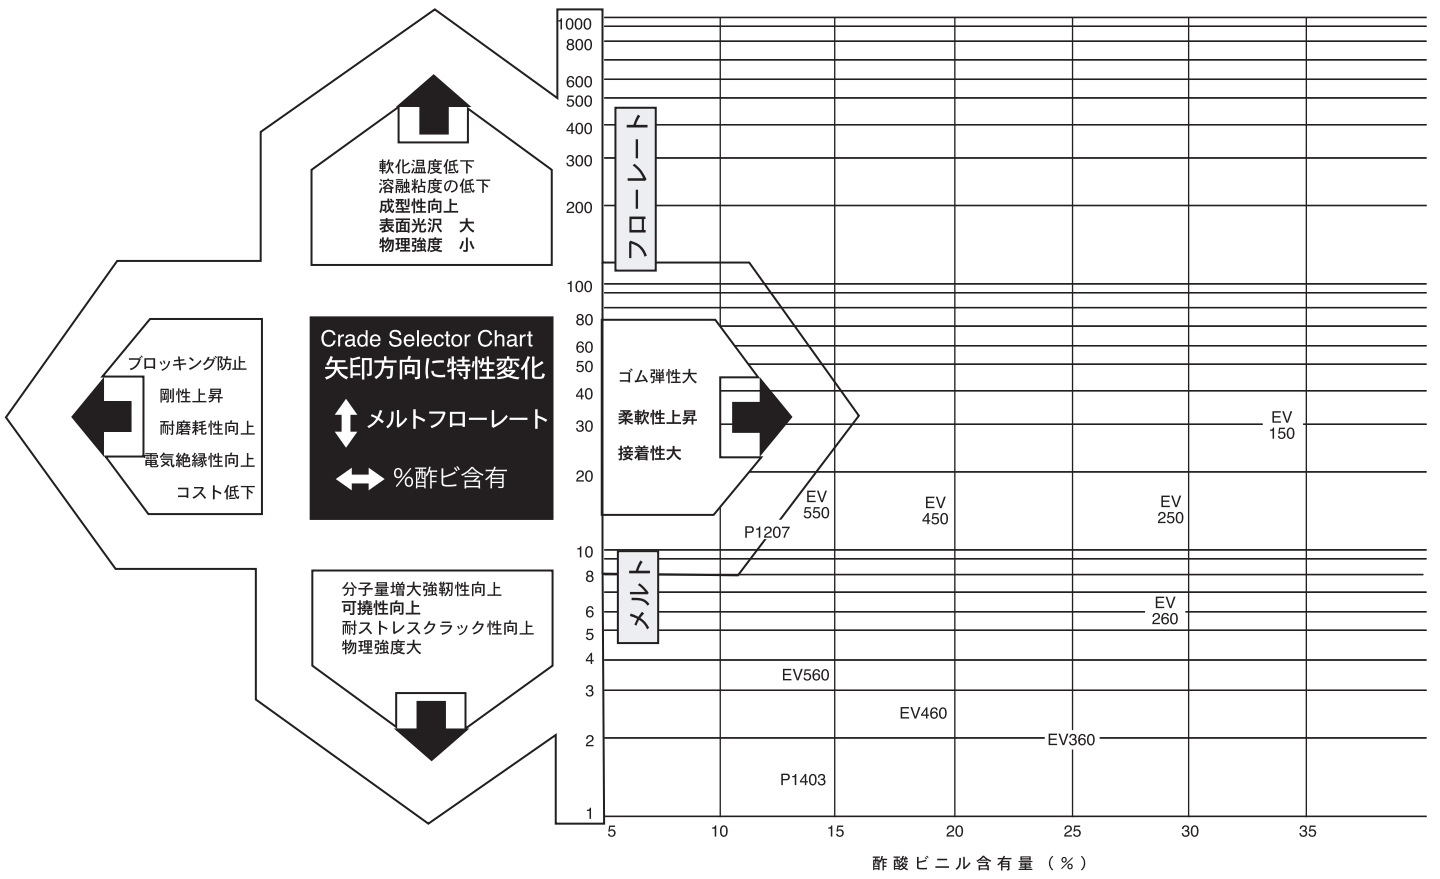 軟化温度低下
溶融粘度の低下
成型性向上
表面光沢　大
物理強度　小
ブロッキング防止
剛性上昇
耐磨耗性向上
電気絶縁性向上
コスト低下
Crade Selector Chart
矢印方向に特性変化
メルトフローレート
%酢ビ含有
ゴム弾性大
柔軟性上昇
接着性大
分子量増大強靭性向上
可撓性向上
耐ストレスクラック性向上
物理強度大
メルト
フローレート
1000
800
600
500
400
300
200
100
80
60
50
40
30
20
10
8
6
5
4
3
2
1
EV
150
EV
550
EV
450
EV
250
P1207
EV
260
EV560
EV460
EV360
P1403
5
10
15
20
25
30
35
酢酸ビニル含有量（%）